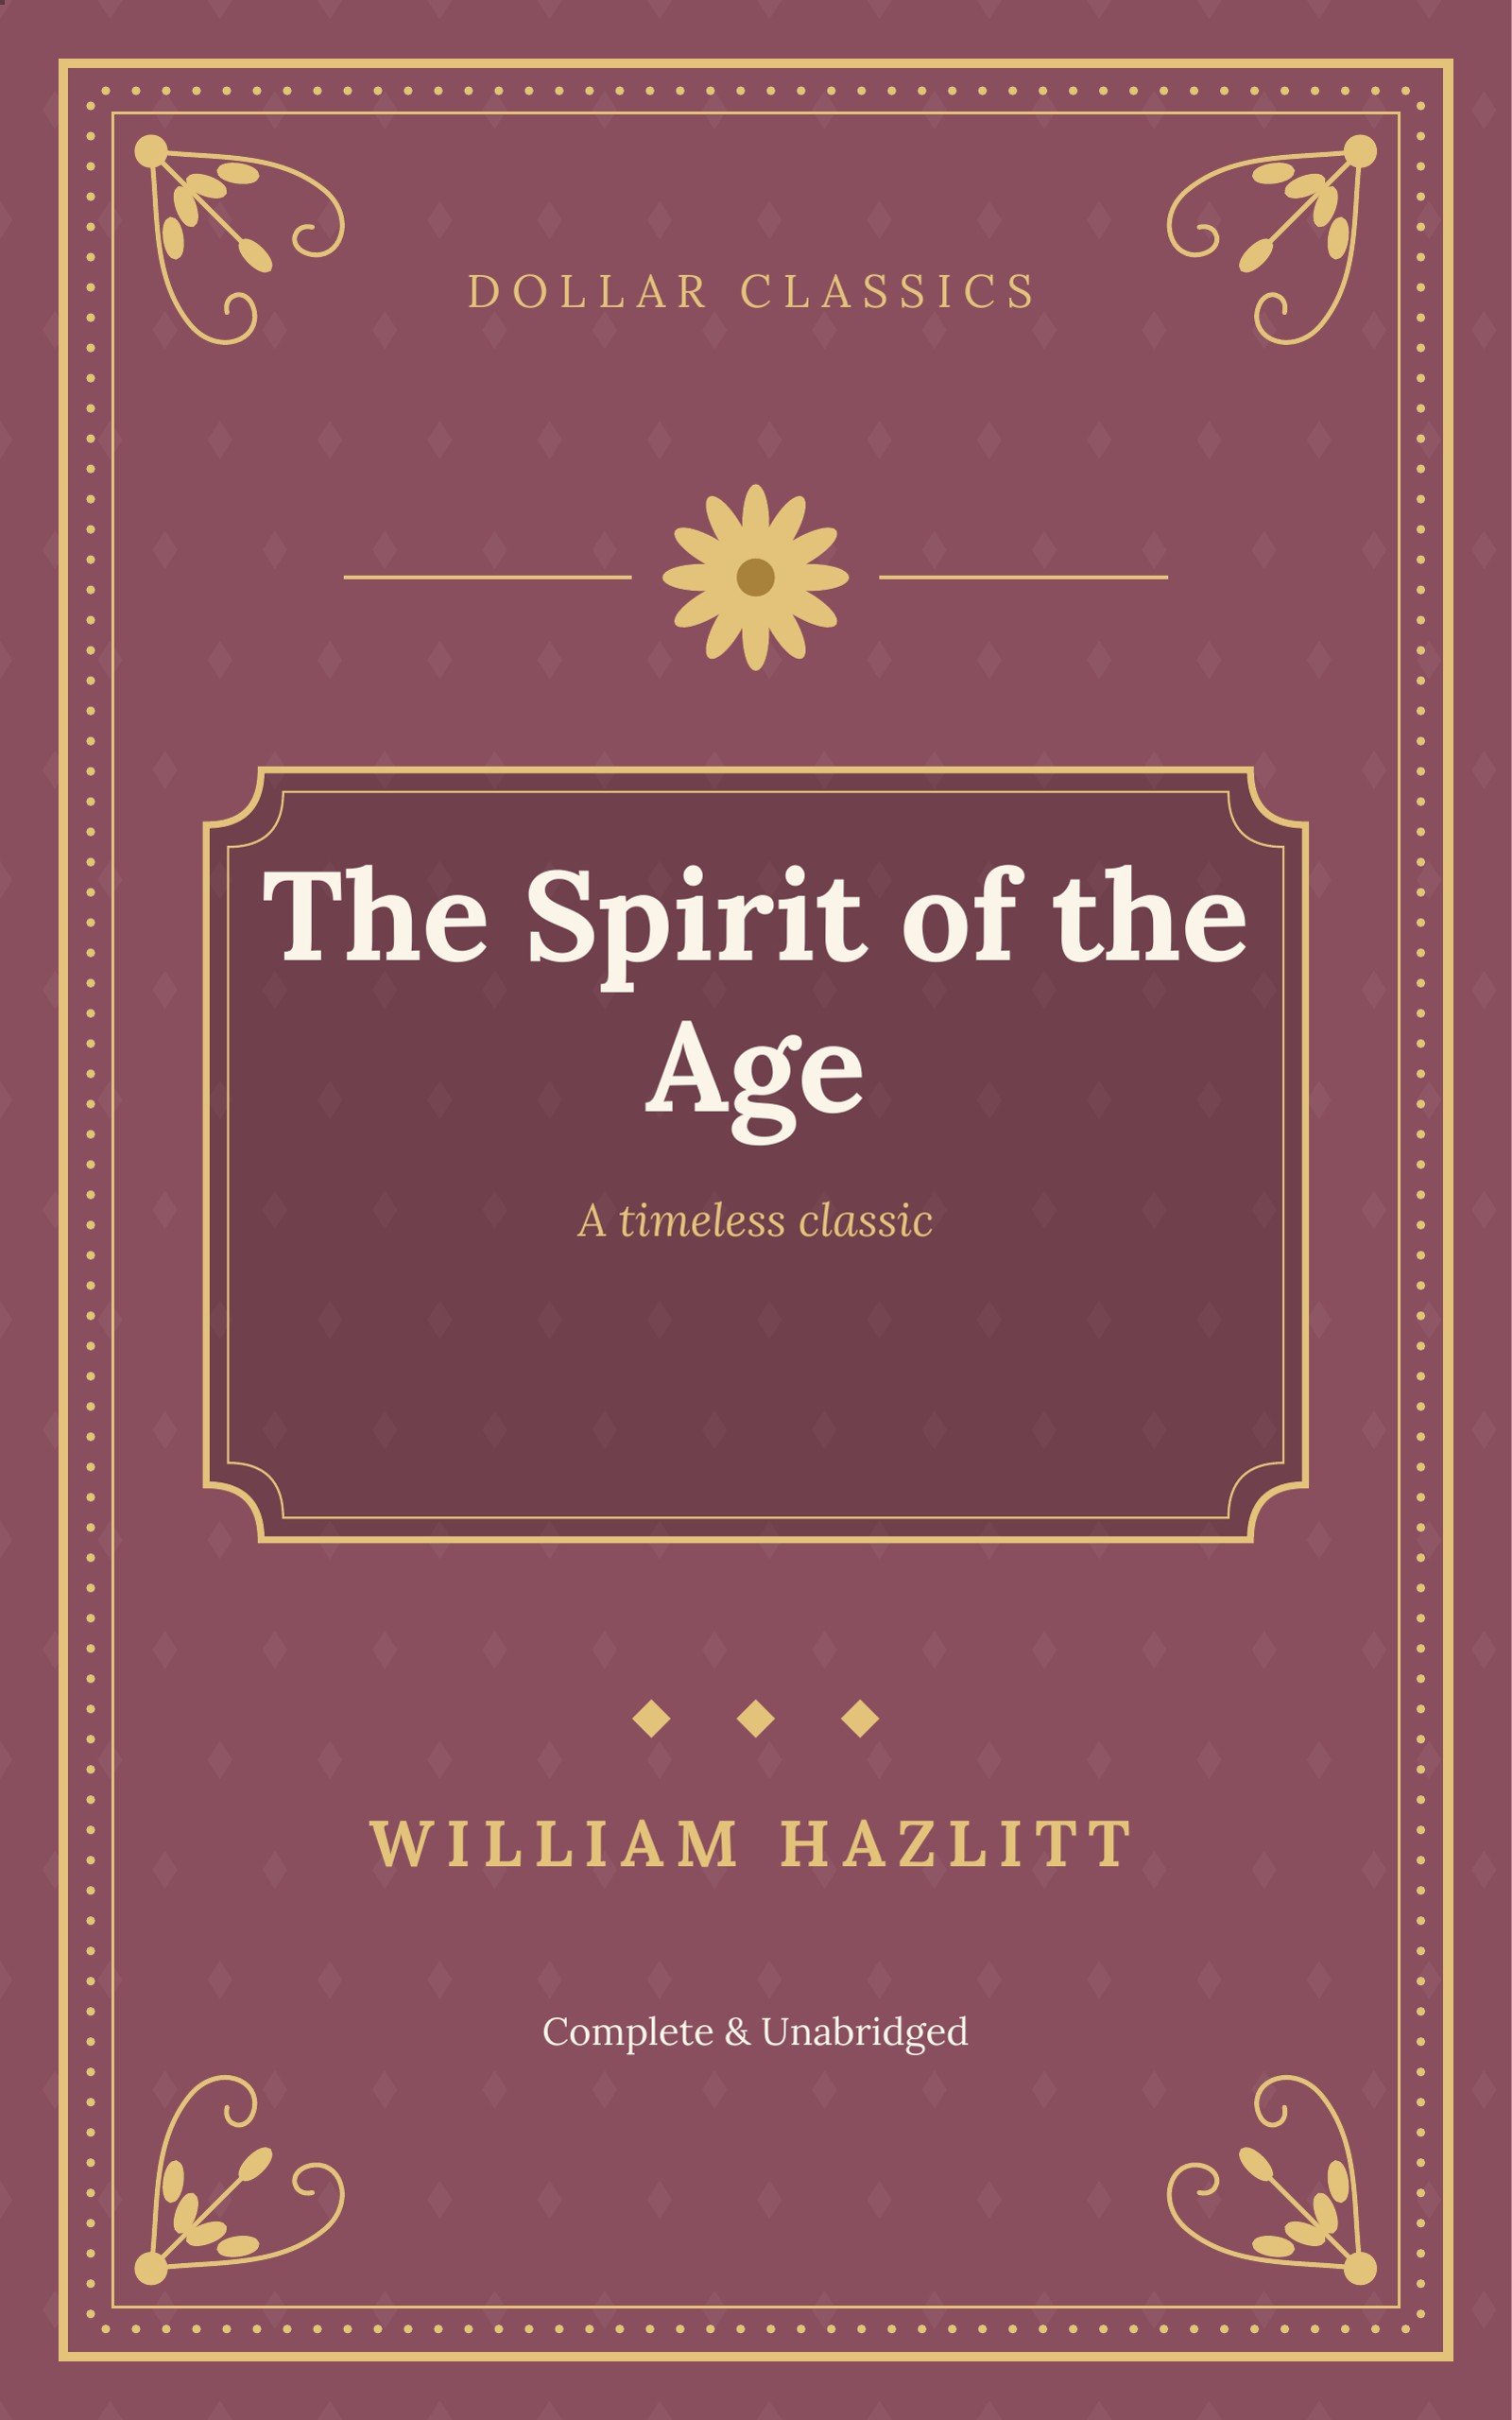 DOLLAR CLASSICS
The Spirit of the
Age
A timeless classic
WILLIAM HAZLITT
Complete & Unabridged